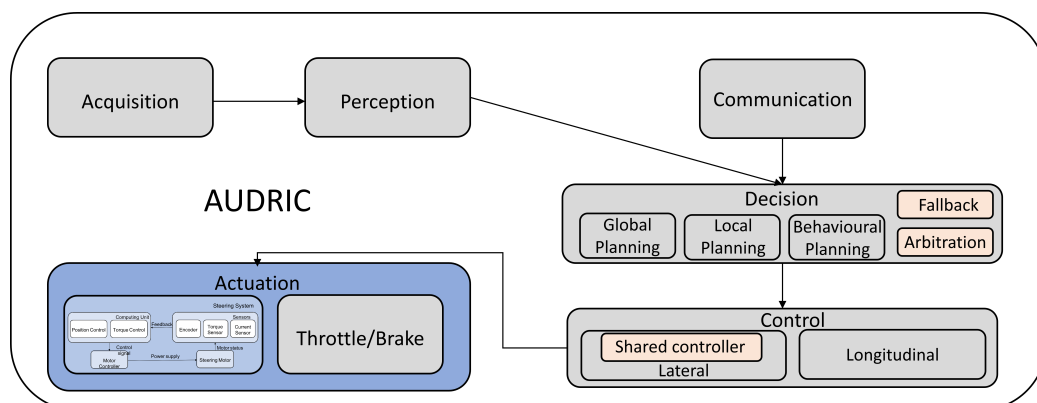 Acquisition
Perception
Communication
AUDRIC
Decision
Global
Planning
Local
Planning
Behavioural
Planning
Fallback
Arbitration
Actuation
Steering System
Computing Unit
Position Control
Torque Control
Feedback
Sensors
Encoder
Torque
Sensor
Current
Sensor
Control
signal
Motor status
Motor
Controller
Power supply
Steering Motor
Throttle/Brake
Control
Shared controller
Lateral
Longitudinal